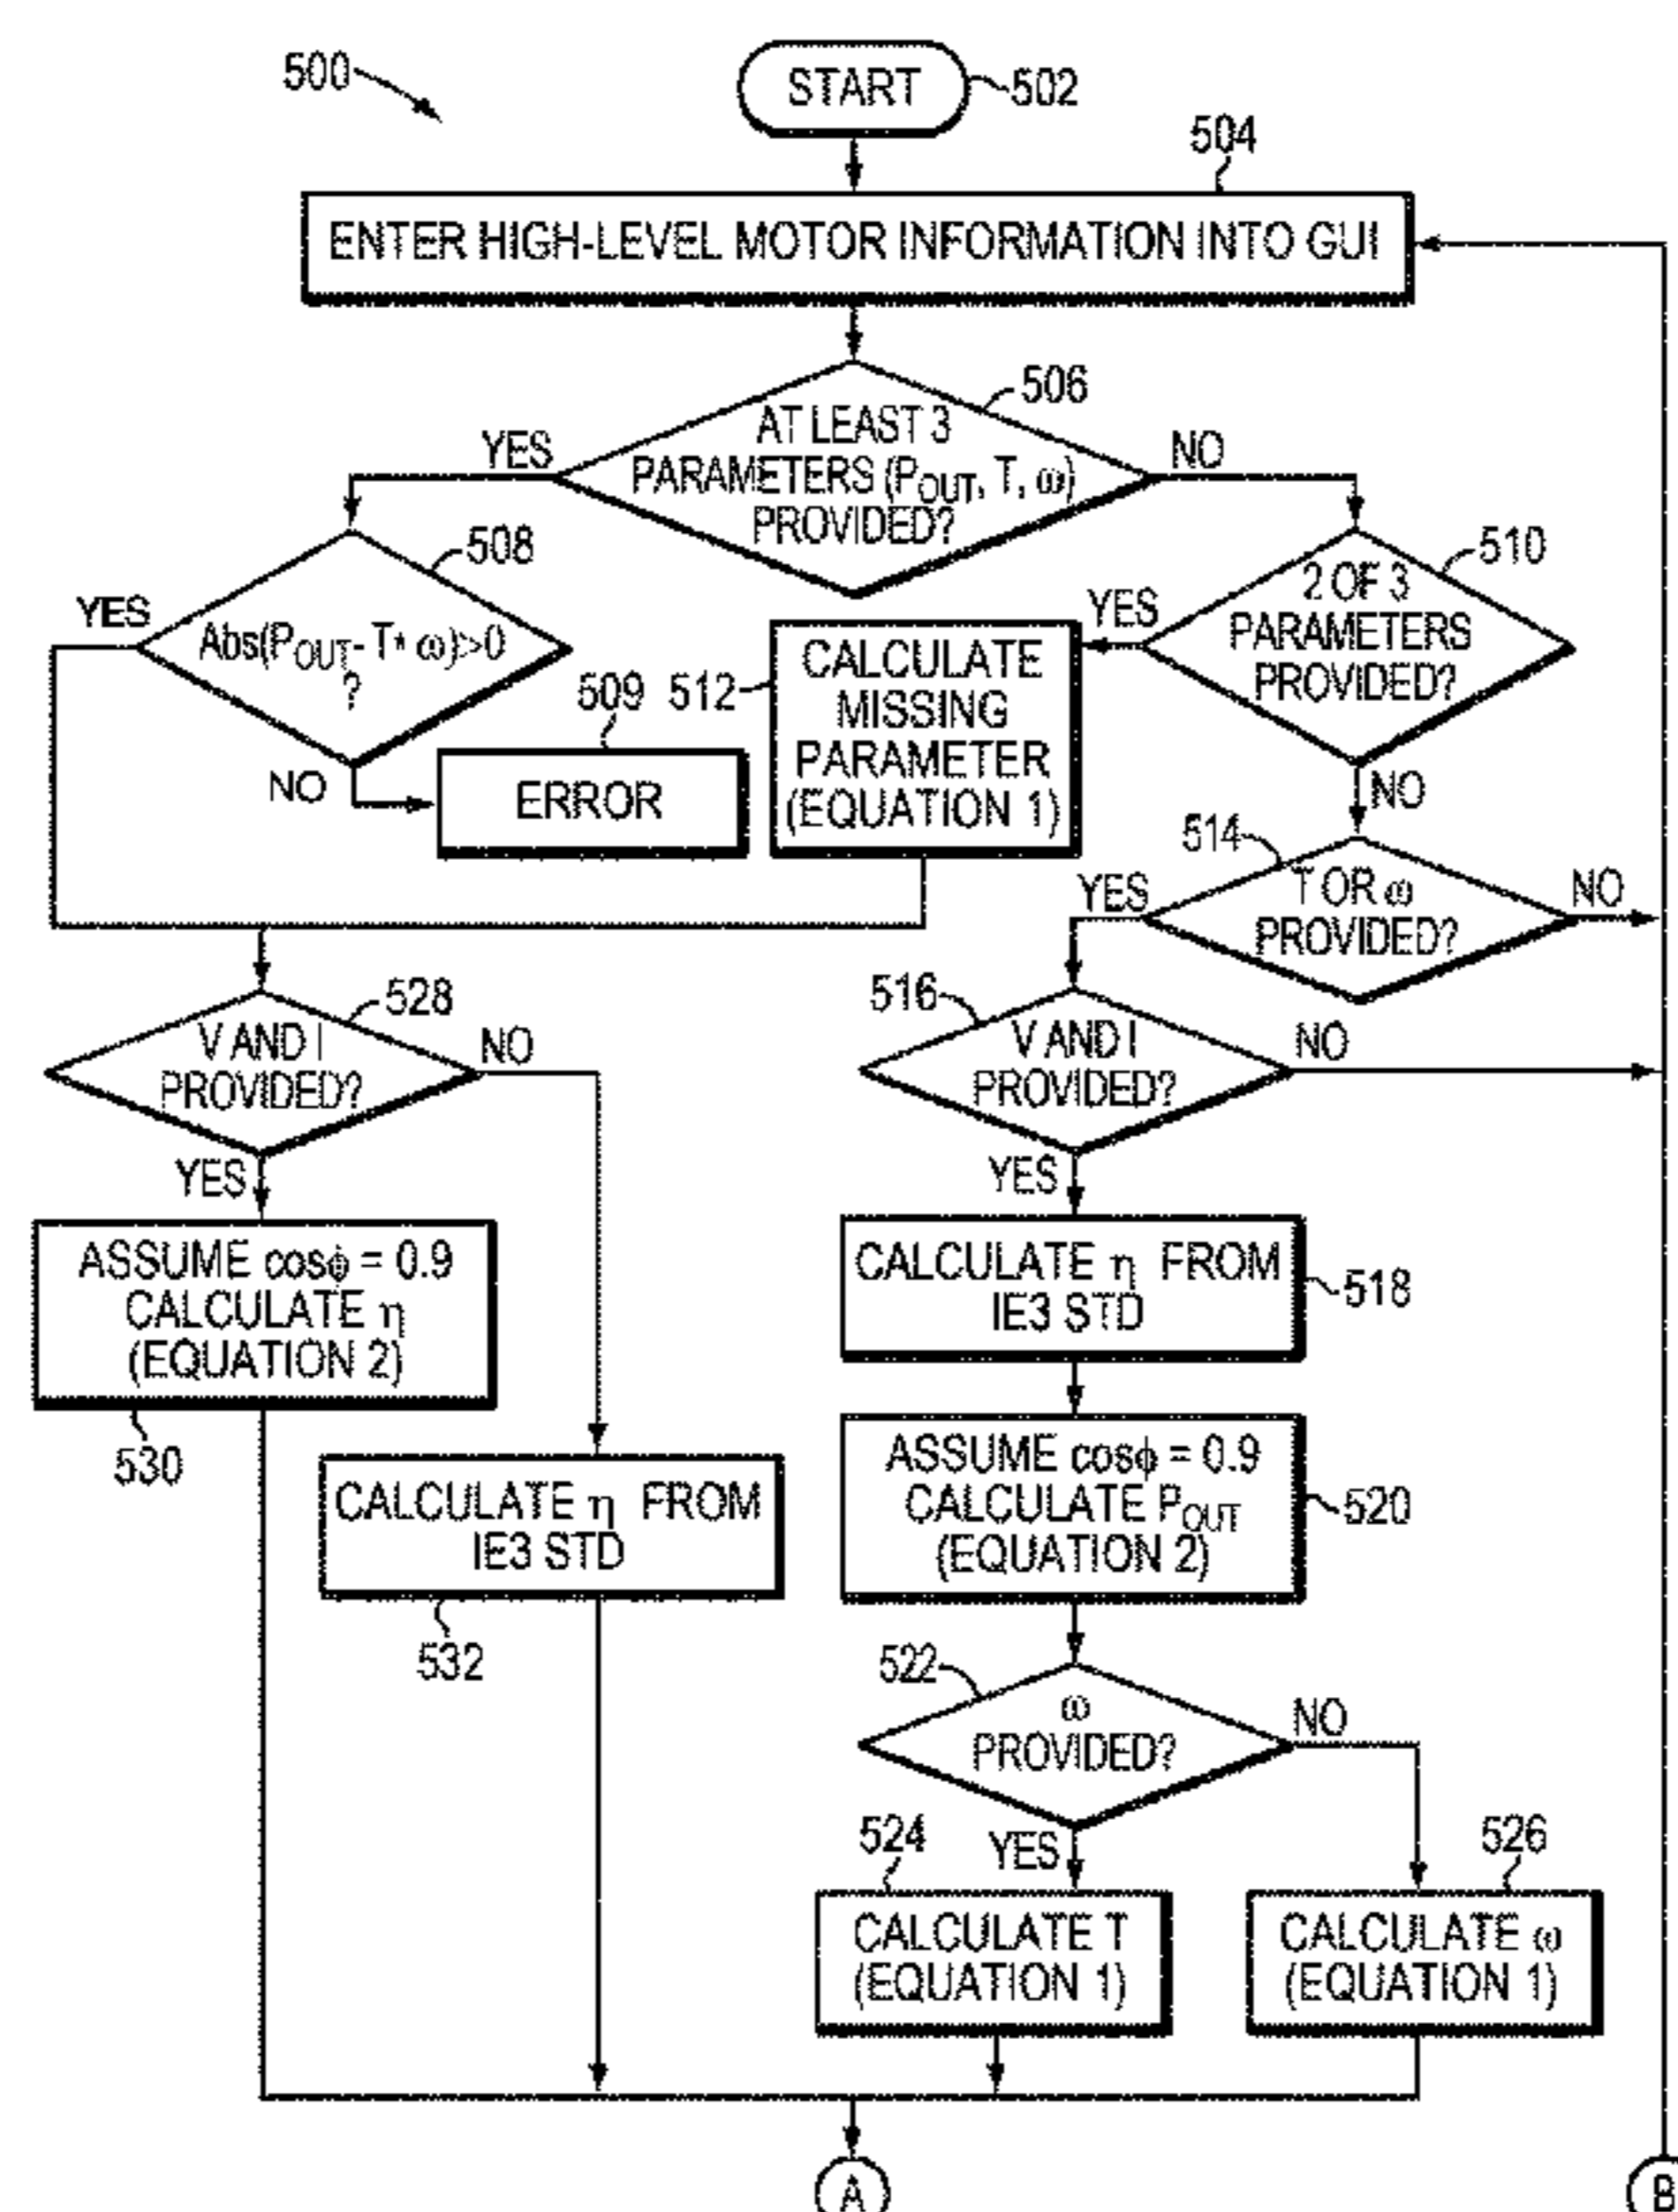 500
START
502
504
ENTER HIGH-LEVEL MOTOR INFORMATION INTO GUI
506
AT LEAST 3
PARAMETERS (P_OUT, T, ω)
PROVIDED?
YES
NO
508
Abs(P_OUT- T* ω)>0
?
YES
NO
509
ERROR
510
2 OF 3
PARAMETERS
PROVIDED?
YES
NO
512
CALCULATE
MISSING
PARAMETER
(EQUATION 1)
514
T OR ω
PROVIDED?
YES
NO
528
V AND I
PROVIDED?
NO
YES
516
V AND I
PROVIDED?
NO
YES
ASSUME cosϕ = 0.9
CALCULATE η
(EQUATION 2)
530
CALCULATE η FROM
IE3 STD
532
CALCULATE η FROM
IE3 STD
518
ASSUME cosϕ = 0.9
CALCULATE P_OUT
(EQUATION 2)
520
522
ω
PROVIDED?
NO
YES
524
CALCULATE T
(EQUATION 1)
526
CALCULATE ω
(EQUATION 1)
A
B